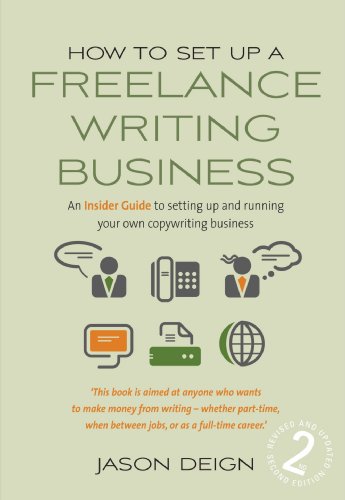 HOW TO SET UP A
FREELANCE
WRITING
BUSINESS
An Insider Guide to setting up and running
your own copywriting business
'This book is aimed at anyone who wants
to make money from writing – whether part-time,
when between jobs, or as a full-time career.'
JASON DEIGN
2ND
REVISED AND UPDATED
SECOND EDITION